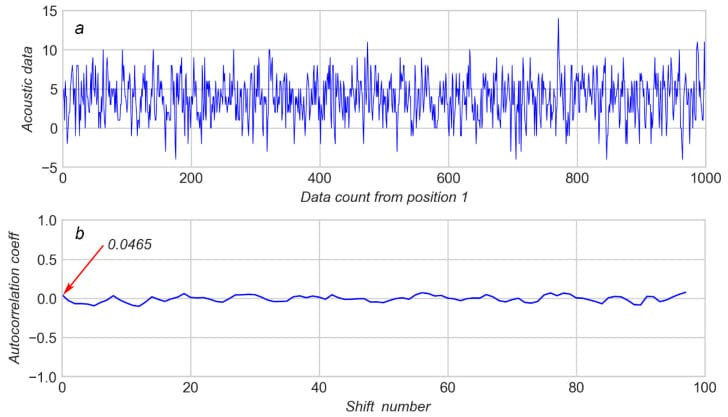 a
Acoustic data
15
10
5
0
−5
0 200 400 600 800 1000
Data count from position 1
b
0.0465
Autocorrelation coeff
1.0
0.5
0.0
−0.5
−1.0
0 20 40 60 80 100
Shift number